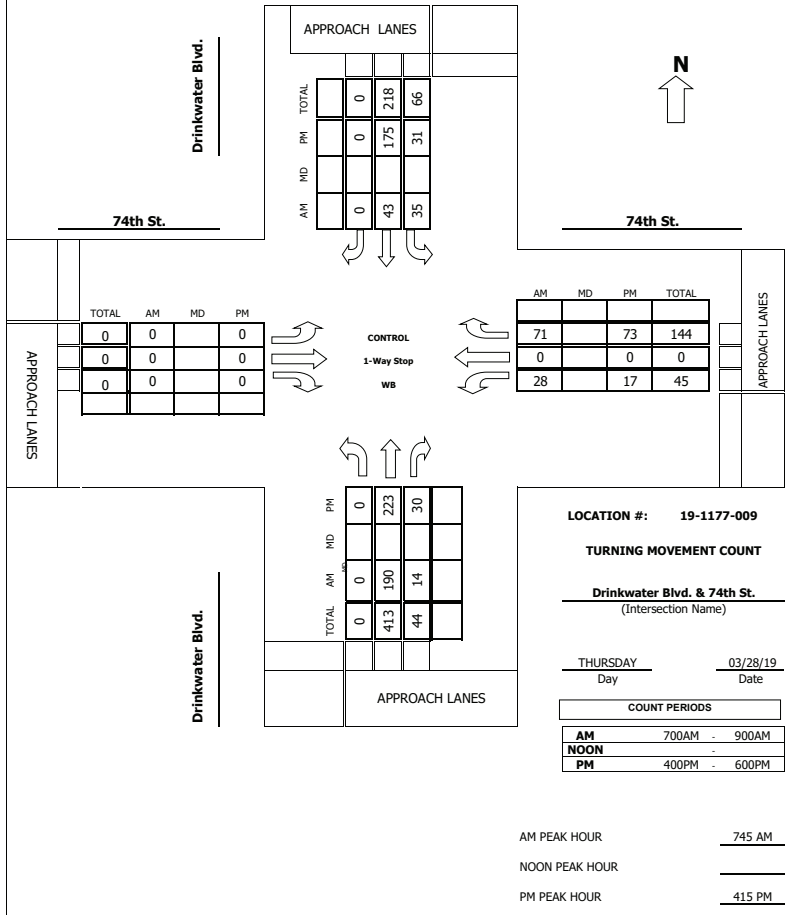 APPROACH LANES
Drinkwater Blvd.
N
TOTAL 0 218 66
PM 0 175 31
MD
AM 0 43 35
74th St.
74th St.
TOTAL AM MD PM
0 0 0
0 0 0
0 0 0
APPROACH LANES
CONTROL
1-Way Stop
WB
AM MD PM TOTAL
71 73 144
0 0 0
28 17 45
APPROACH LANES
PM 0 223 30
MD
AM MD 0 190 14
TOTAL 0 413 44
Drinkwater Blvd.
APPROACH LANES
LOCATION #: 19-1177-009
TURNING MOVEMENT COUNT
Drinkwater Blvd. & 74th St.
(Intersection Name)
THURSDAY 03/28/19
Day Date
COUNT PERIODS
AM 700AM - 900AM
NOON -
PM 400PM - 600PM
AM PEAK HOUR 745 AM
NOON PEAK HOUR
PM PEAK HOUR 415 PM